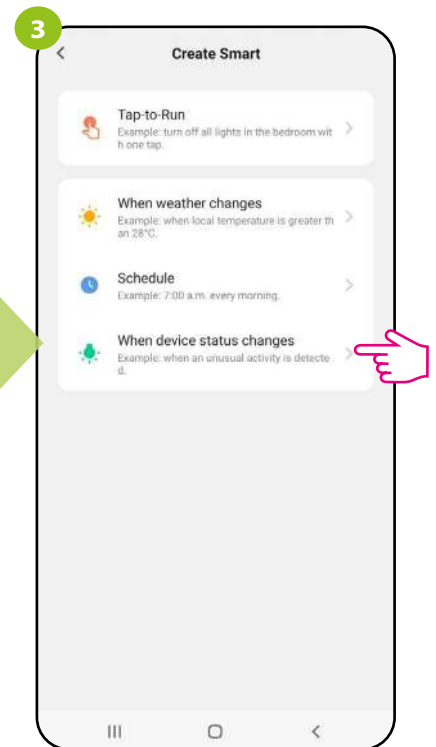 3
Create Smart
Tap-to-Run
Example: turn off all lights in the bedroom wit
h one tap.
When weather changes
Example: when local temperature is greater th
an 28°C.
Schedule
Example: 7:00 a.m. every morning.
When device status changes
Example: when an unusual activity is detecte
d.